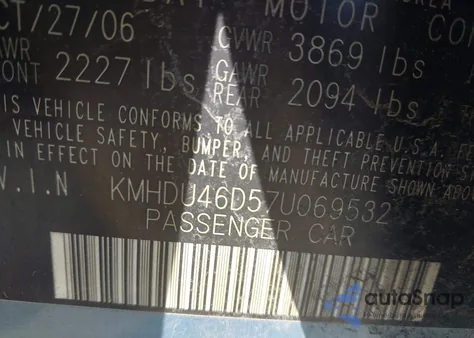 MOTOR CO
CT/27/06 GVWR 3869 lbs
AWR GAWR
ONT 2227 lbs REAR 2094 lbs
IS VEHICLE CONFORMS TO ALL APPLICABLE U.S.A. F
VEHICLE SAFETY, BUMPER, AND THEFT PREVENTION S
IN EFFECT ON THE DATE OF MANUFACTURE SHOWN ABO
V.I.N KMHDU46D57U069532
PASSENGER CAR
autoSnap